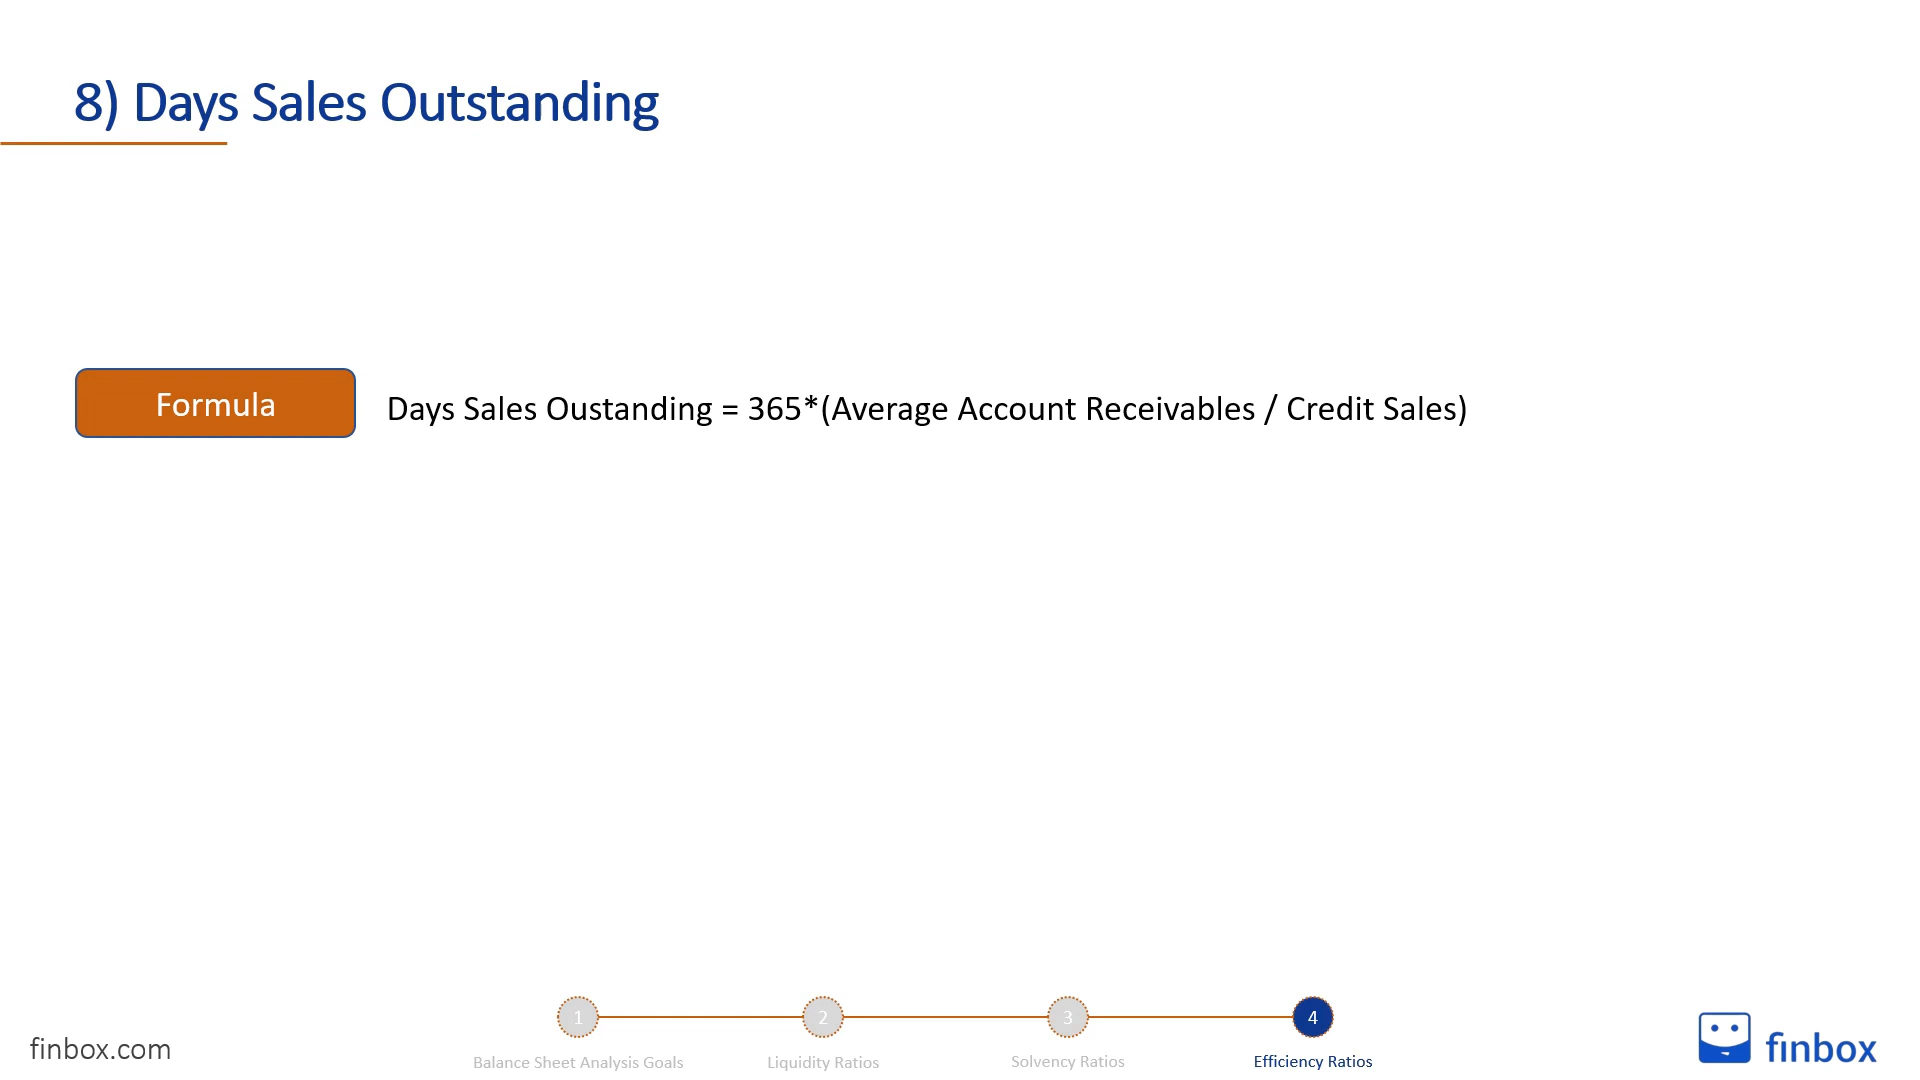 8) Days Sales Outstanding
Formula
Days Sales Oustanding = 365*(Average Account Receivables / Credit Sales)
1
2
3
4
Balance Sheet Analysis Goals
Liquidity Ratios
Solvency Ratios
Efficiency Ratios
finbox.com
finbox